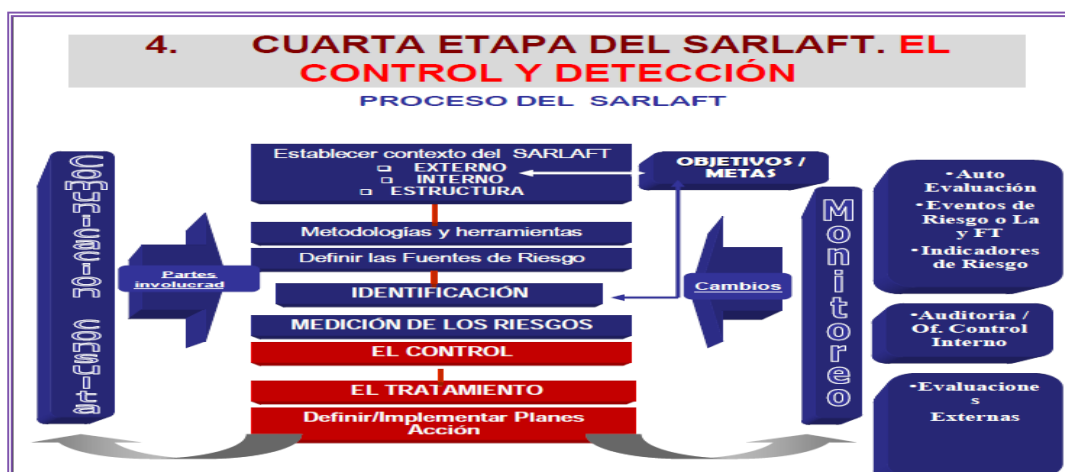 4. CUARTA ETAPA DEL SARLAFT. EL
CONTROL Y DETECCIÓN
PROCESO DEL SARLAFT
Comunicación consulta
Partes
involucrad
Establecer contexto del SARLAFT
❑ EXTERNO
❑ INTERNO
❑ ESTRUCTURA
Metodologías y herramientas
Definir las Fuentes de Riesgo
IDENTIFICACIÓN
MEDICIÓN DE LOS RIESGOS
EL CONTROL
EL TRATAMIENTO
Definir/Implementar Planes
Acción
OBJETIVOS /
METAS
Cambios
Monitoreo
•Auto
Evaluación
•Eventos de
Riesgo o La
y FT
•Indicadores
de Riesgo
•Auditoria /
Of. Control
Interno
•Evaluacione
s
Externas